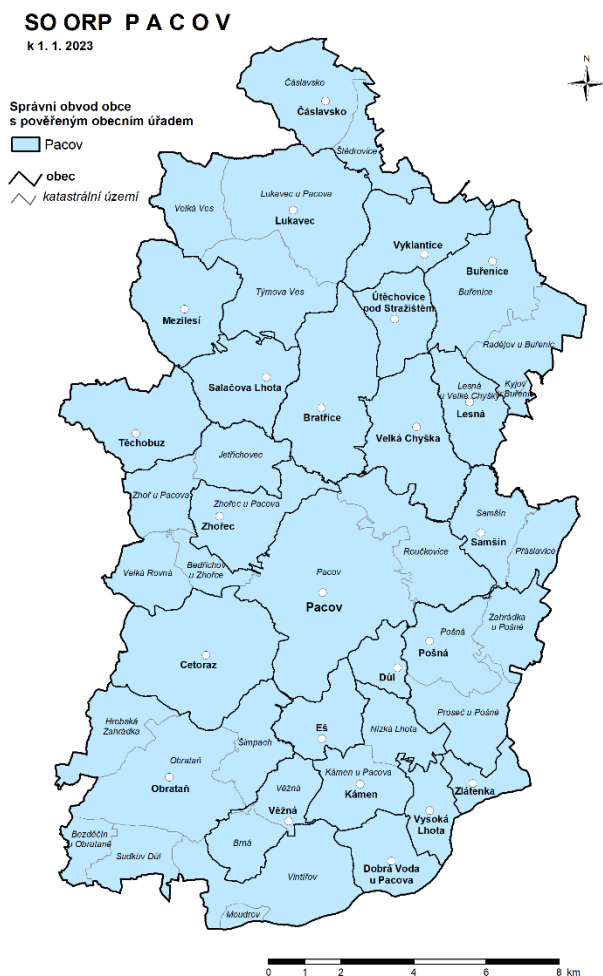 SO ORP PACOV
k 1. 1. 2023
N
Správní obvod obce
s pověřeným obecním úřadem
Pacov
obec
katastrální území
Čáslavsko
Čáslavsko
Štědrovice
Velká Ves
Lukavec u Pacova
Lukavec
Vyklantice
Buřenice
Buřenice
Týmova Ves
Mezilesí
Útěchovice
pod Stražištěm
Radějov u Buřenic
Salačova Lhota
Lesná
u Velké Chyšky
Kyjov
u Buřenic
Lesná
Bratřice
Velká Chyška
Těchobuz
Jetřichovec
Zhoř u Pacova
Zhořec u Pacova
Zhořec
Samšín
Samšín
Přáslavice
Roučkovice
Velká Rovná
Bedřichov
u Zhořce
Pacov
Pacov
Zahrádka
u Pošné
Pošná
Pošná
Cetoraz
Důl
Proseč u Pošné
Hrobská
Zahrádka
Šimpach
Eš
Nízká Lhota
Obrataň
Obrataň
Věžná
Věžná
Kámen u Pacova
Kámen
Zlátenka
Vysoká
Lhota
Bezděčín
u Obrataně
Sudkův Důl
Brná
Vintířov
Dobrá Voda
u Pacova
Moudrov
0 1 2 4 6 8 km